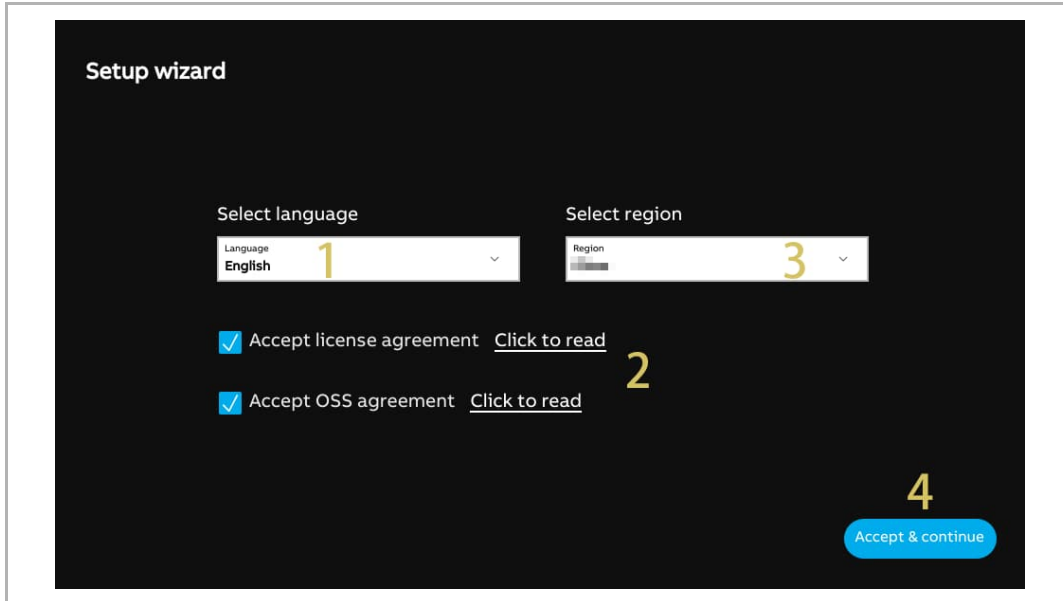 Setup wizard
Select language
Select region
Language
English
1
Region
3
Accept license agreement Click to read
2
Accept OSS agreement Click to read
4
Accept & continue